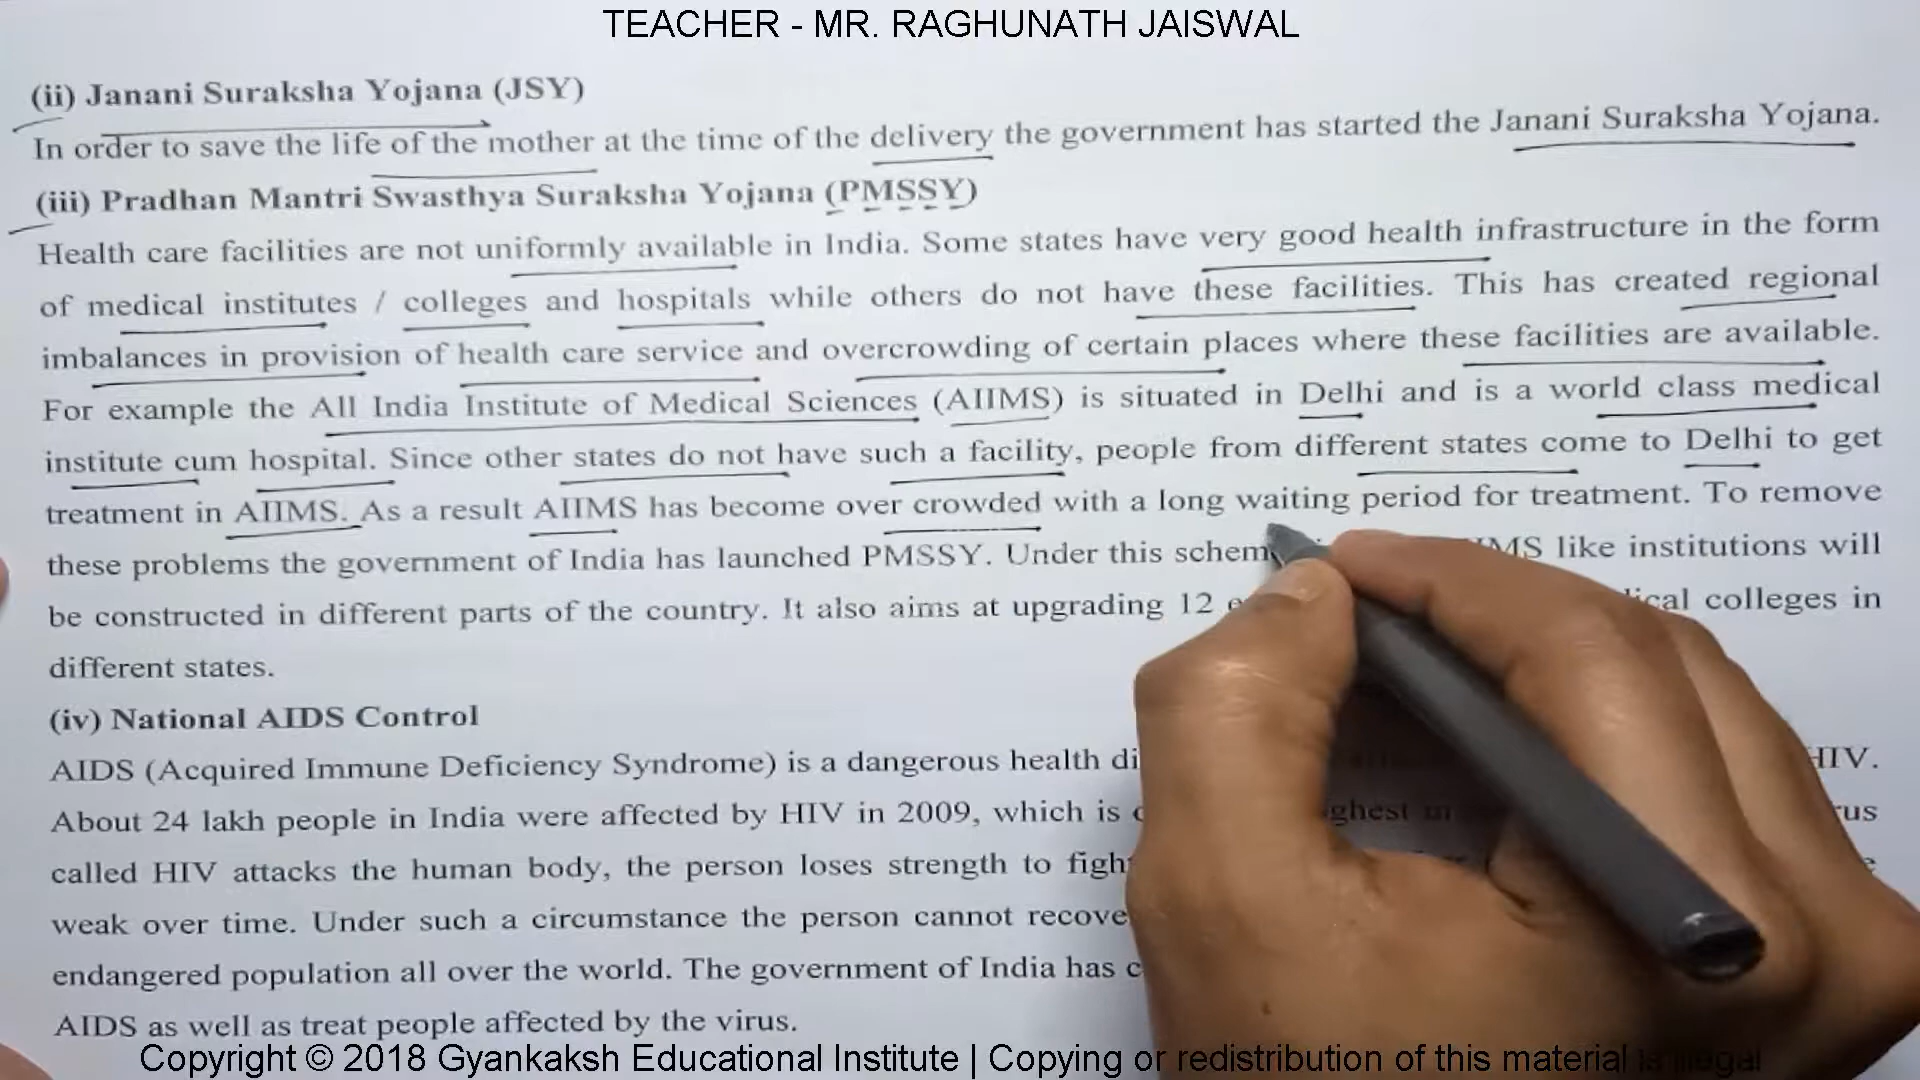 TEACHER - MR. RAGHUNATH JAISWAL
(ii) Janani Suraksha Yojana (JSY)
In order to save the life of the mother at the time of the delivery the government has started the Janani Suraksha Yojana.
(iii) Pradhan Mantri Swasthya Suraksha Yojana (PMSSY)
Health care facilities are not uniformly available in India. Some states have very good health infrastructure in the form
of medical institutes / colleges and hospitals while others do not have these facilities. This has created regional
imbalances in provision of health care service and overcrowding of certain places where these facilities are available.
For example the All India Institute of Medical Sciences (AIIMS) is situated in Delhi and is a world class medical
institute cum hospital. Since other states do not have such a facility, people from different states come to Delhi to get
treatment in AIIMS. As a result AIIMS has become over crowded with a long waiting period for treatment. To remove
these problems the government of India has launched PMSSY. Under this like institutions will
be constructed in different parts of the country. It also aims at upgrading 12 colleges in
different states.
(iv) National AIDS Control
AIDS (Acquired Immune Deficiency Syndrome) is a dangerous health HIV.
About 24 lakh people in India were affected by HIV in 2009, which is
called HIV attacks the human body, the person loses strength to
weak over time. Under such a circumstance the person cannot
endangered population all over the world. The government of India has
AIDS as well as treat people affected by the virus.
Copyright © 2018 Gyankaksh Educational Institute | Copying or redistribution of this material is illegal